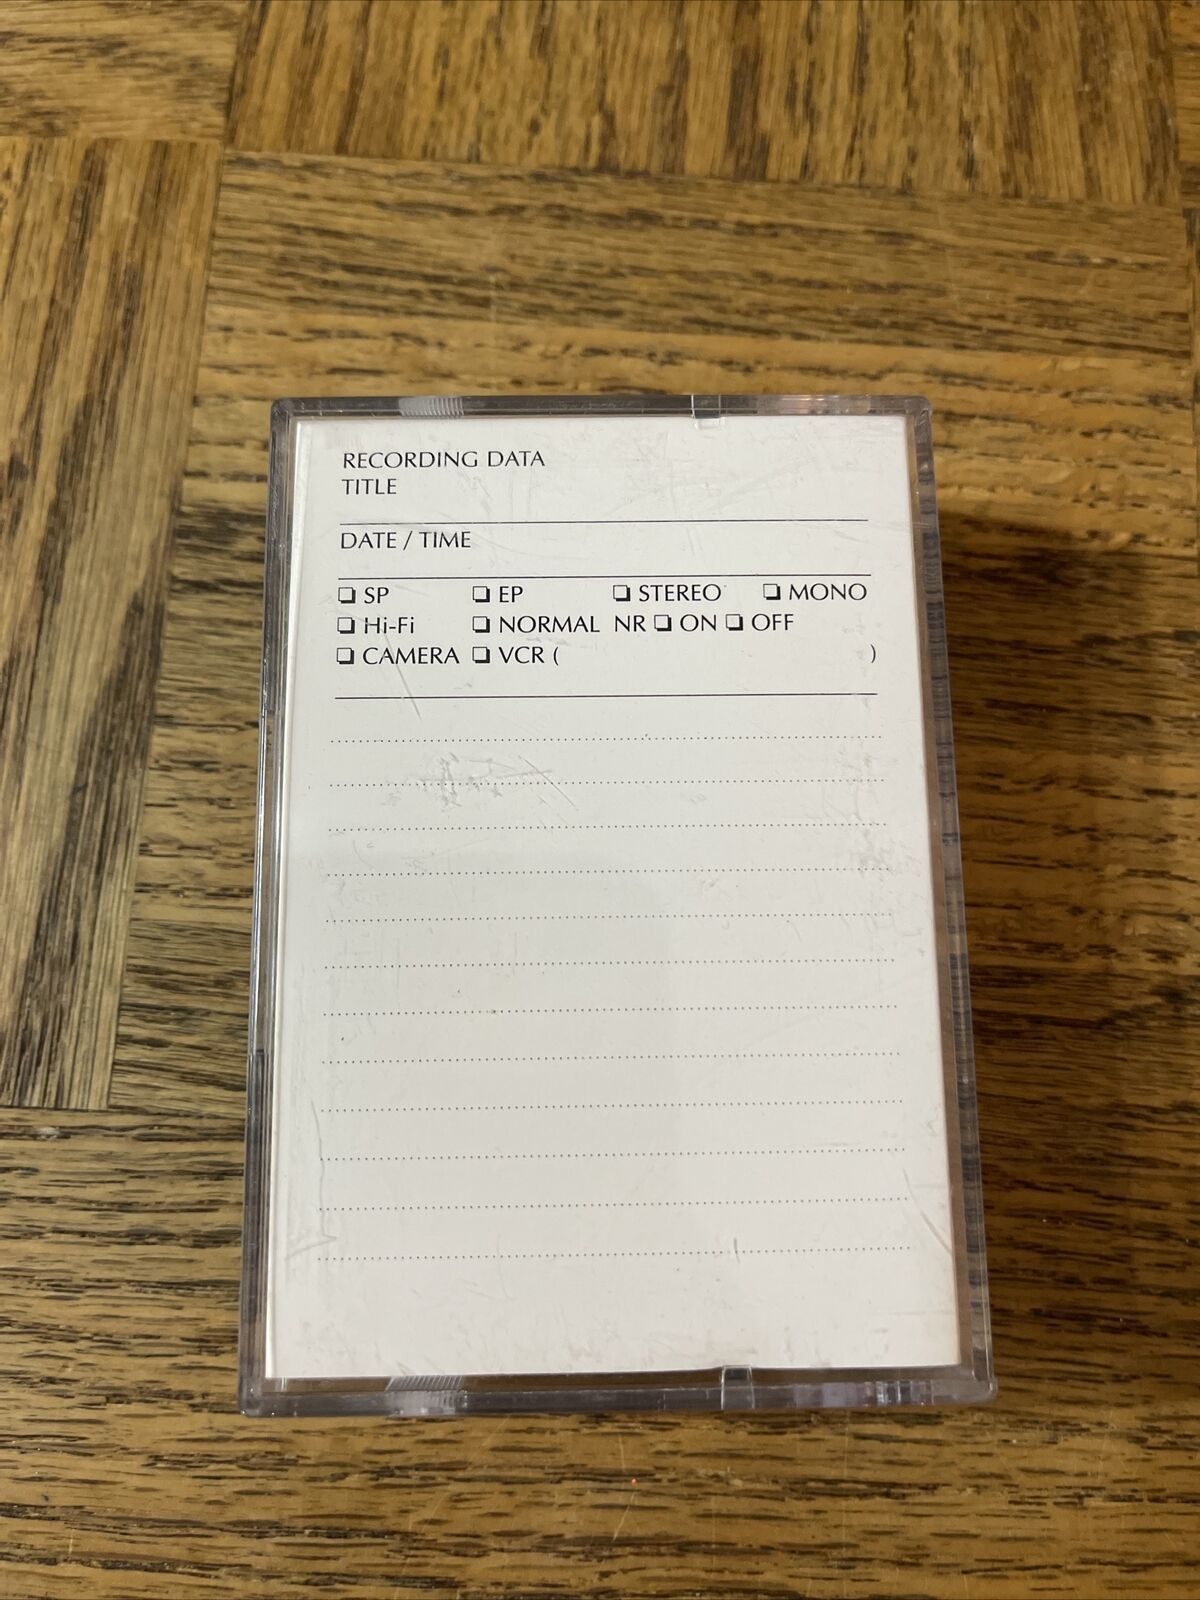 RECORDING DATA
TITLE
DATE / TIME
❏ SP ❏ EP ❏ STEREO ❏ MONO
❏ Hi-Fi ❏ NORMAL NR ❏ ON ❏ OFF
❏ CAMERA ❏ VCR ( )